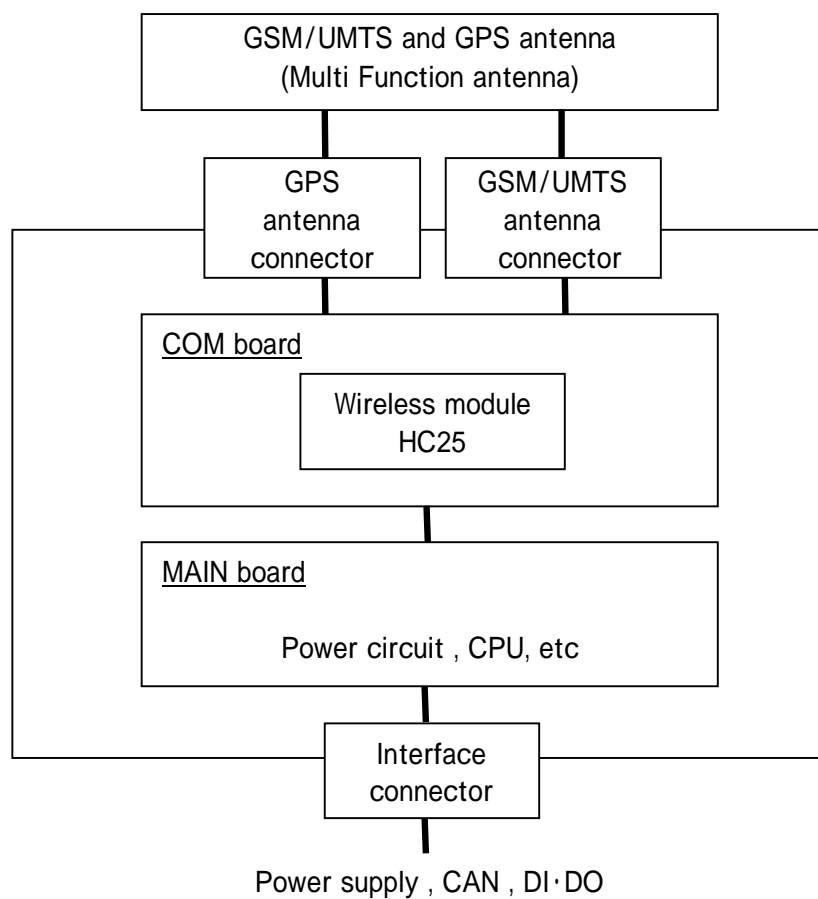 GSM/UMTS and GPS antenna
(Multi Function antenna)
GPS
antenna
connector
GSM/UMTS
antenna
connector
COM board
Wireless module
HC25
MAIN board
Power circuit , CPU, etc
Interface
connector
Power supply , CAN , DI･DO